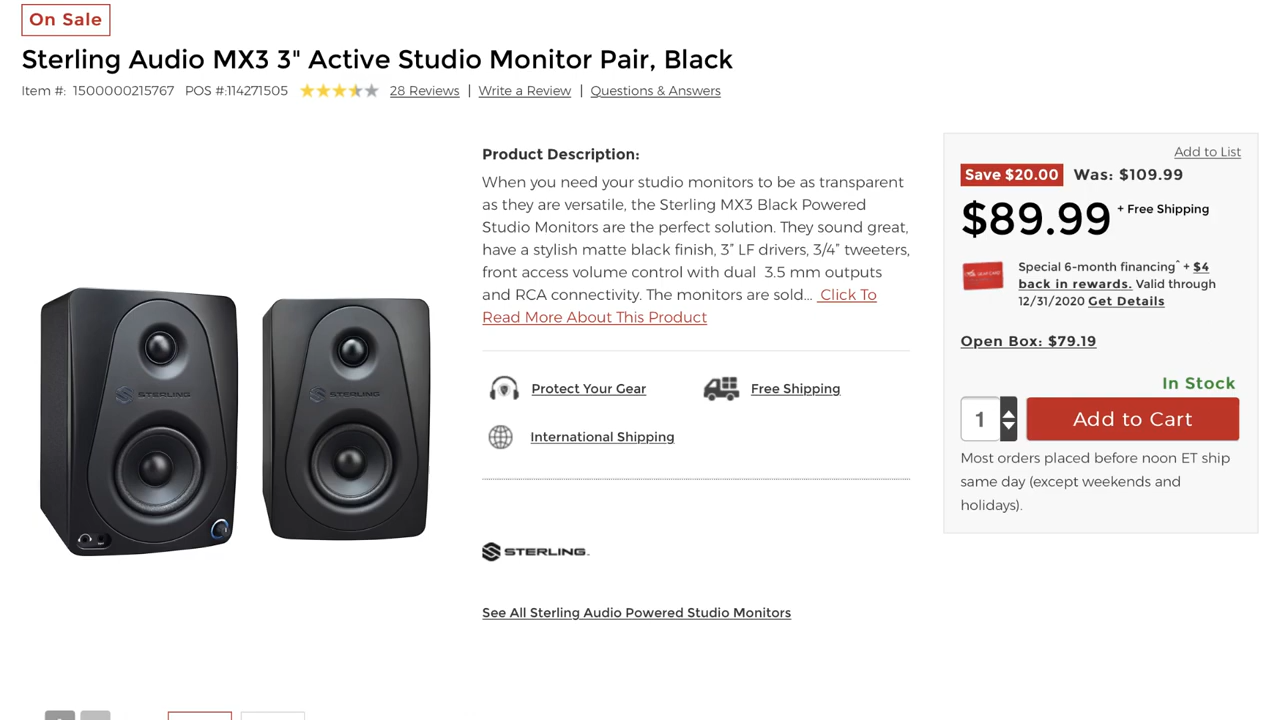 On Sale
Sterling Audio MX3 3" Active Studio Monitor Pair, Black
Item #: 1500000215767 POS #:114271505 28 Reviews | Write a Review | Questions & Answers
Product Description:
When you need your studio monitors to be as transparent
as they are versatile, the Sterling MX3 Black Powered
Studio Monitors are the perfect solution. They sound great,
have a stylish matte black finish, 3” LF drivers, 3/4” tweeters,
front access volume control with dual 3.5 mm outputs
and RCA connectivity. The monitors are sold... Click To
Read More About This Product
Protect Your Gear
Free Shipping
International Shipping
STERLING.
See All Sterling Audio Powered Studio Monitors
Add to List
Save $20.00 Was: $109.99
$89.99 + Free Shipping
Special 6-month financing^ + $4
back in rewards. Valid through
12/31/2020 Get Details
Open Box: $79.19
In Stock
1 Add to Cart
Most orders placed before noon ET ship
same day (except weekends and
holidays).
STERLING
STERLING